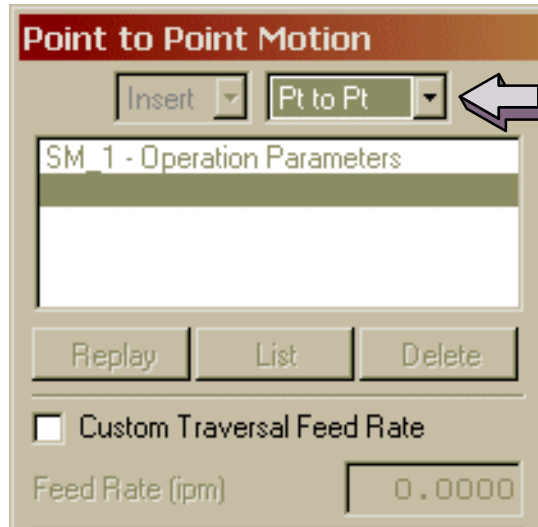 Point to Point Motion
Insert Pt to Pt
SM_1 - Operation Parameters
Replay List Delete
Custom Traversal Feed Rate
Feed Rate (ipm) 0.0000